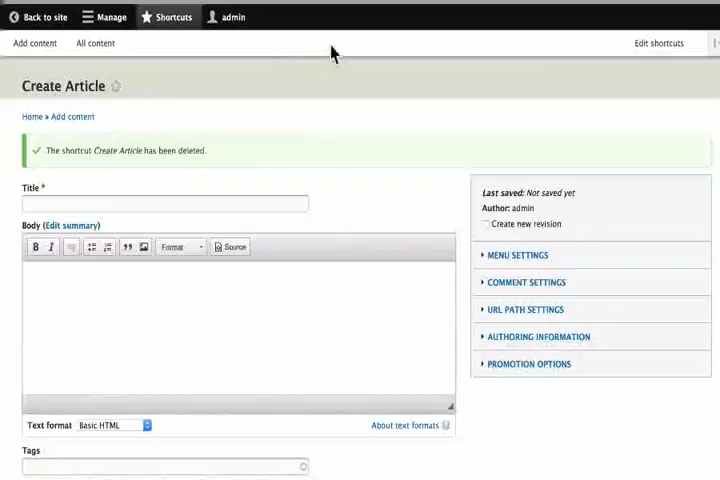 Back to site Manage Shortcuts admin
Add content All content Edit shortcuts
Create Article
Home » Add content
The shortcut Create Article has been deleted.
Title *
Body (Edit summary)
B I Format Source
Text format Basic HTML About text formats ?
Tags
Last saved: Not saved yet
Author: admin
Create new revision
MENU SETTINGS
COMMENT SETTINGS
URL PATH SETTINGS
AUTHORING INFORMATION
PROMOTION OPTIONS